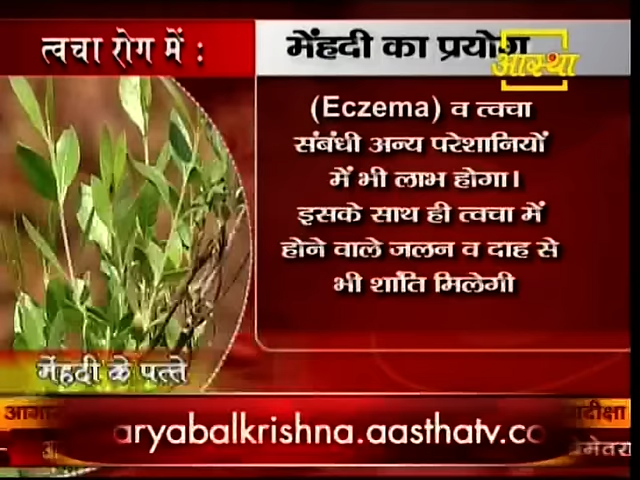 त्वचा रोग में :
मेंहदी का प्रयोग
आस्था
(Eczema) व त्वचा
संबंधी अन्य परेशानियों
में भी लाभ होगा।
इसके साथ ही त्वचा में
होने वाले जलन व दाह से
भी शांति मिलेगी
मेंहदी के पत्ते
aryabalkrishna.aasthatv.co